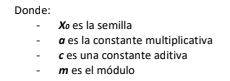 Donde:
- X₀ es la semilla
- a es la constante multiplicativa
- c es una constante aditiva
- m es el módulo